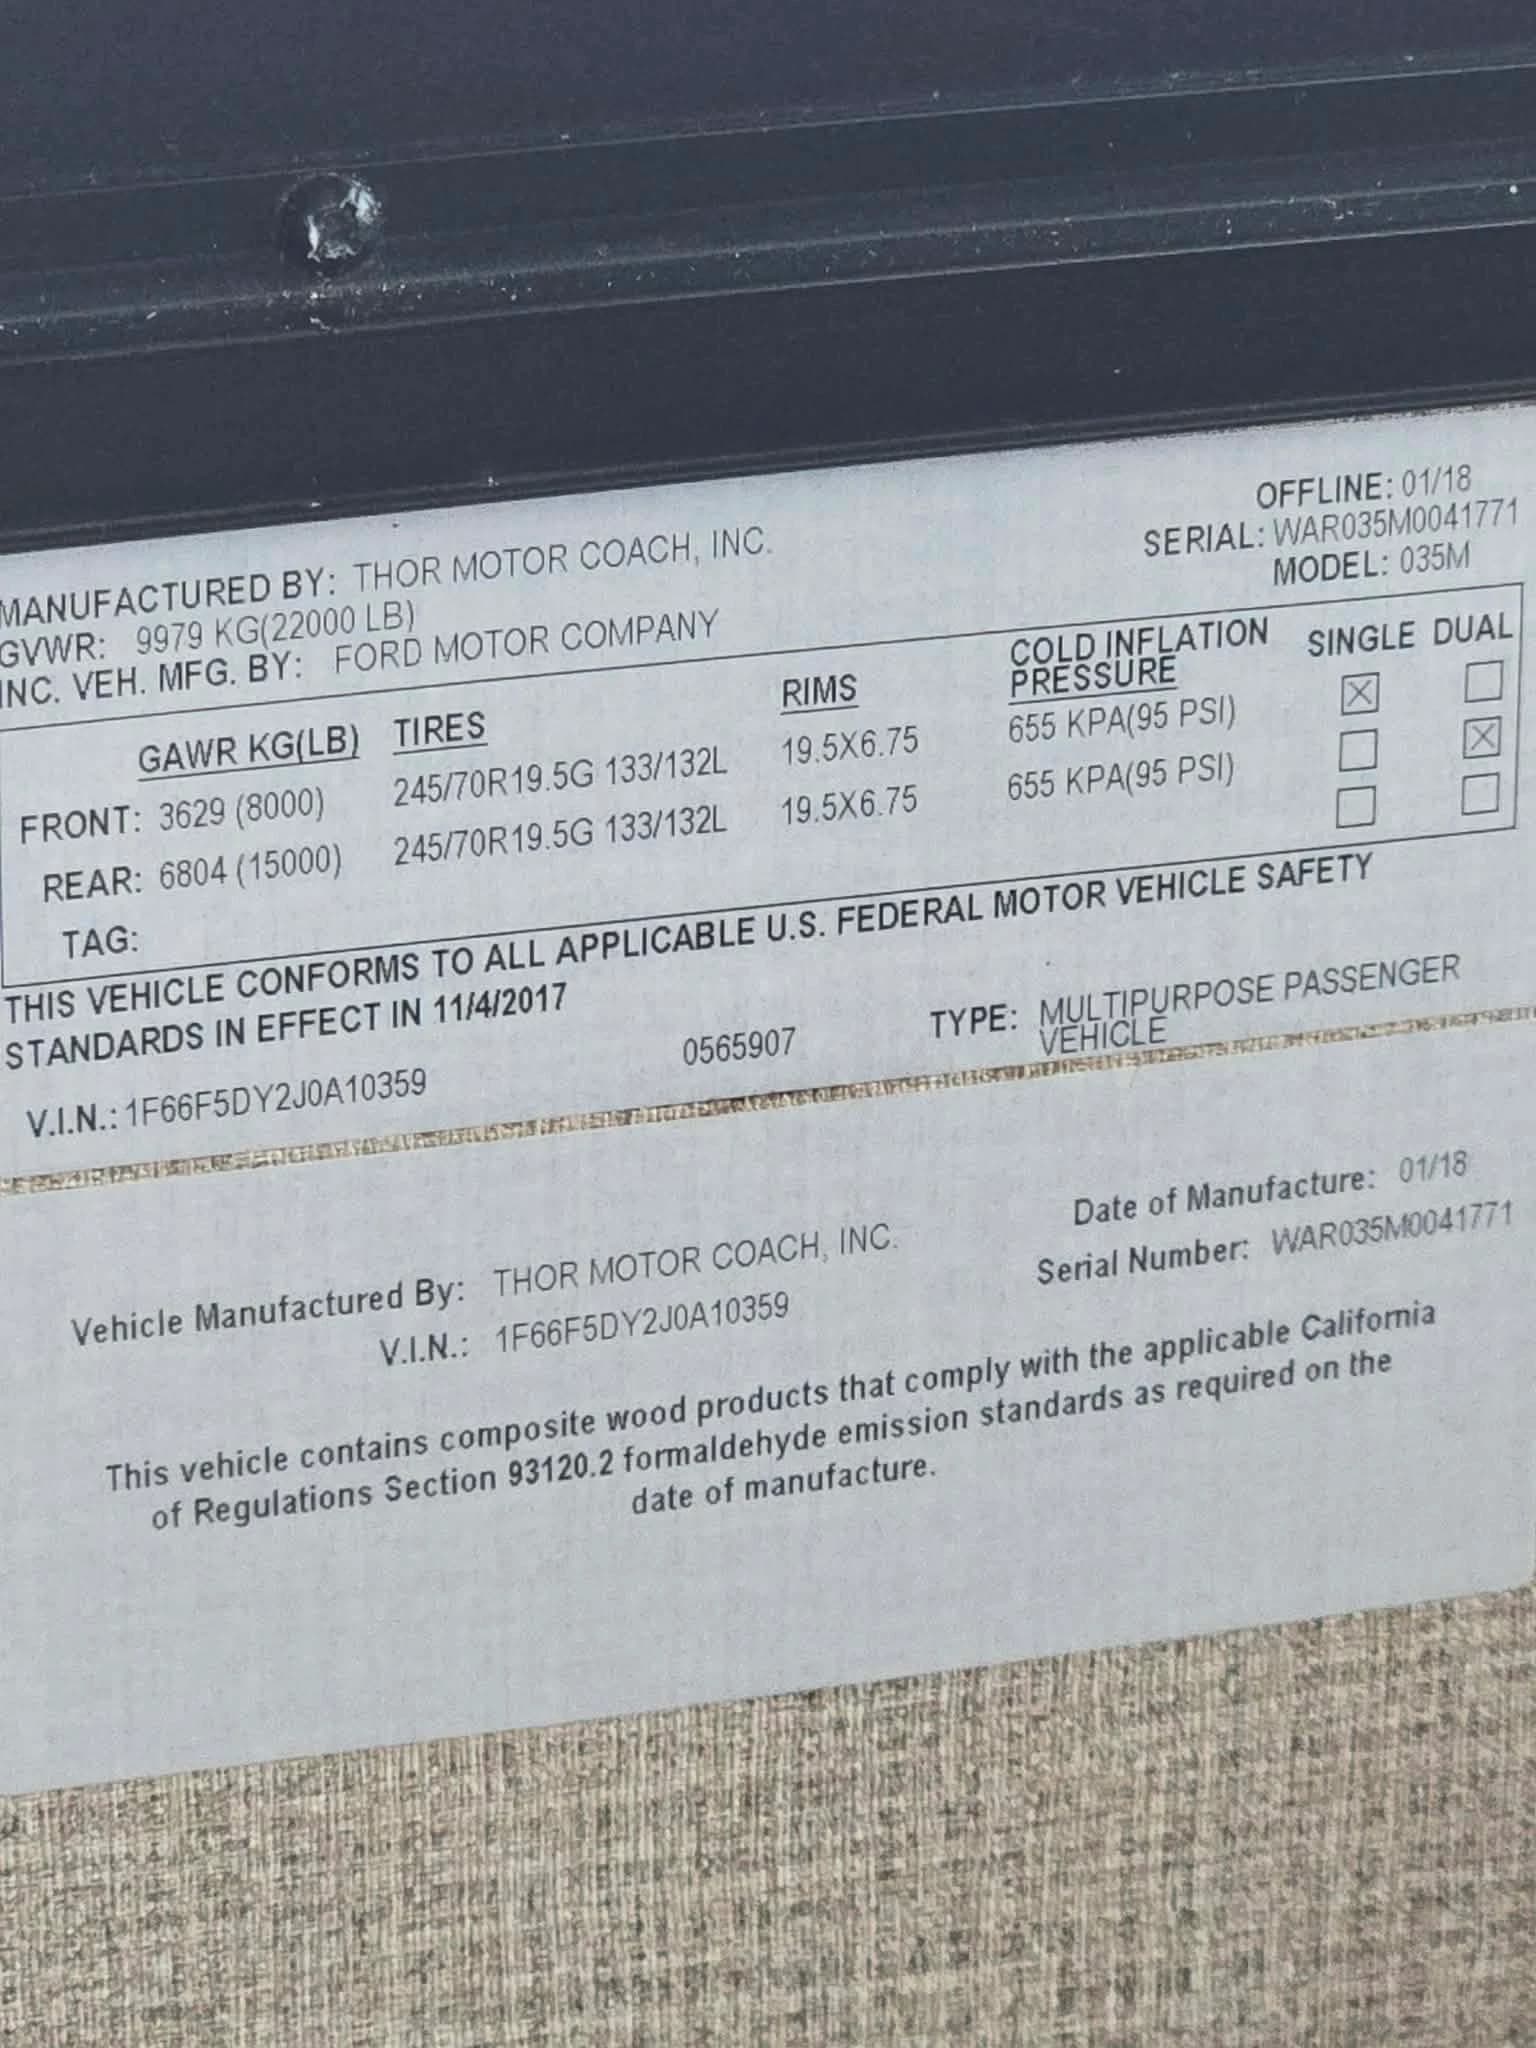 OFFLINE: 01/18
MANUFACTURED BY: THOR MOTOR COACH, INC. SERIAL: WAR035M0041771
GVWR: 9979 KG(22000 LB) MODEL: 035M
INC. VEH. MFG. BY: FORD MOTOR COMPANY
GAWR KG(LB) TIRES RIMS COLD INFLATION PRESSURE SINGLE DUAL
FRONT: 3629 (8000) 245/70R19.5G 133/132L 19.5X6.75 655 KPA(95 PSI) ☒ ☐
REAR: 6804 (15000) 245/70R19.5G 133/132L 19.5X6.75 655 KPA(95 PSI) ☐ ☒
TAG: ☐ ☐
THIS VEHICLE CONFORMS TO ALL APPLICABLE U.S. FEDERAL MOTOR VEHICLE SAFETY
STANDARDS IN EFFECT IN 11/4/2017
V.I.N.: 1F66F5DY2J0A10359 0565907 TYPE: MULTIPURPOSE PASSENGER
VEHICLE
Date of Manufacture: 01/18
Vehicle Manufactured By: THOR MOTOR COACH, INC. Serial Number: WAR035M0041771
V.I.N.: 1F66F5DY2J0A10359
This vehicle contains composite wood products that comply with the applicable California
of Regulations Section 93120.2 formaldehyde emission standards as required on the
date of manufacture.